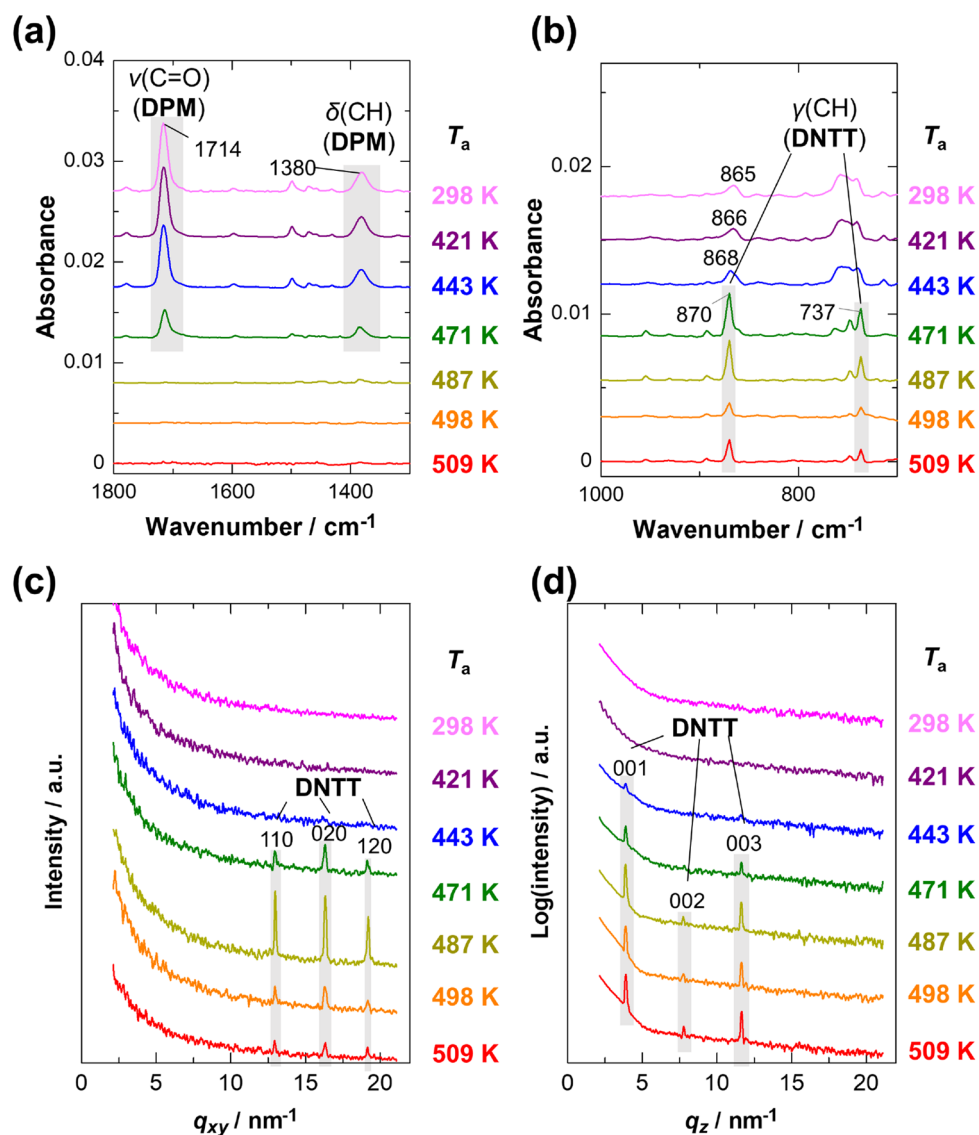 (a)
0.04
0.03
0.02
0.01
0
Absorbance
ν(C=O)
(DPM)
1714
1380
δ(CH)
(DPM)
Tₐ
298 K
421 K
443 K
471 K
487 K
498 K
509 K
1800 1600 1400
Wavenumber / cm⁻¹
(b)
0.02
0.01
0
Absorbance
γ(CH)
(DNTT)
865
866
868
870
737
Tₐ
298 K
421 K
443 K
471 K
487 K
498 K
509 K
1000 800
Wavenumber / cm⁻¹
(c)
Intensity / a.u.
DNTT
110 020 120
Tₐ
298 K
421 K
443 K
471 K
487 K
498 K
509 K
0 5 10 15 20
qxy / nm⁻¹
(d)
Log(intensity) / a.u.
DNTT
001
002
003
Tₐ
298 K
421 K
443 K
471 K
487 K
498 K
509 K
0 5 10 15 20
qz / nm⁻¹